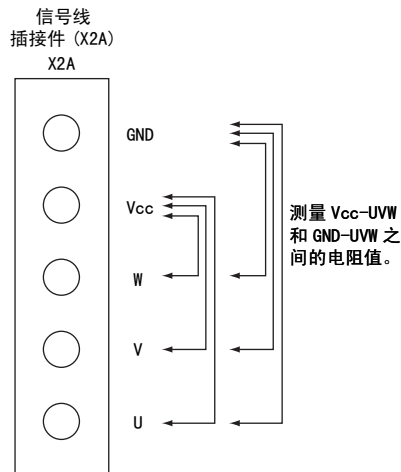 信号线
插接件 (X2A)
X2A
GND
Vcc
W
V
U
测量 Vcc-UVW
和 GND-UVW 之
间的电阻值。